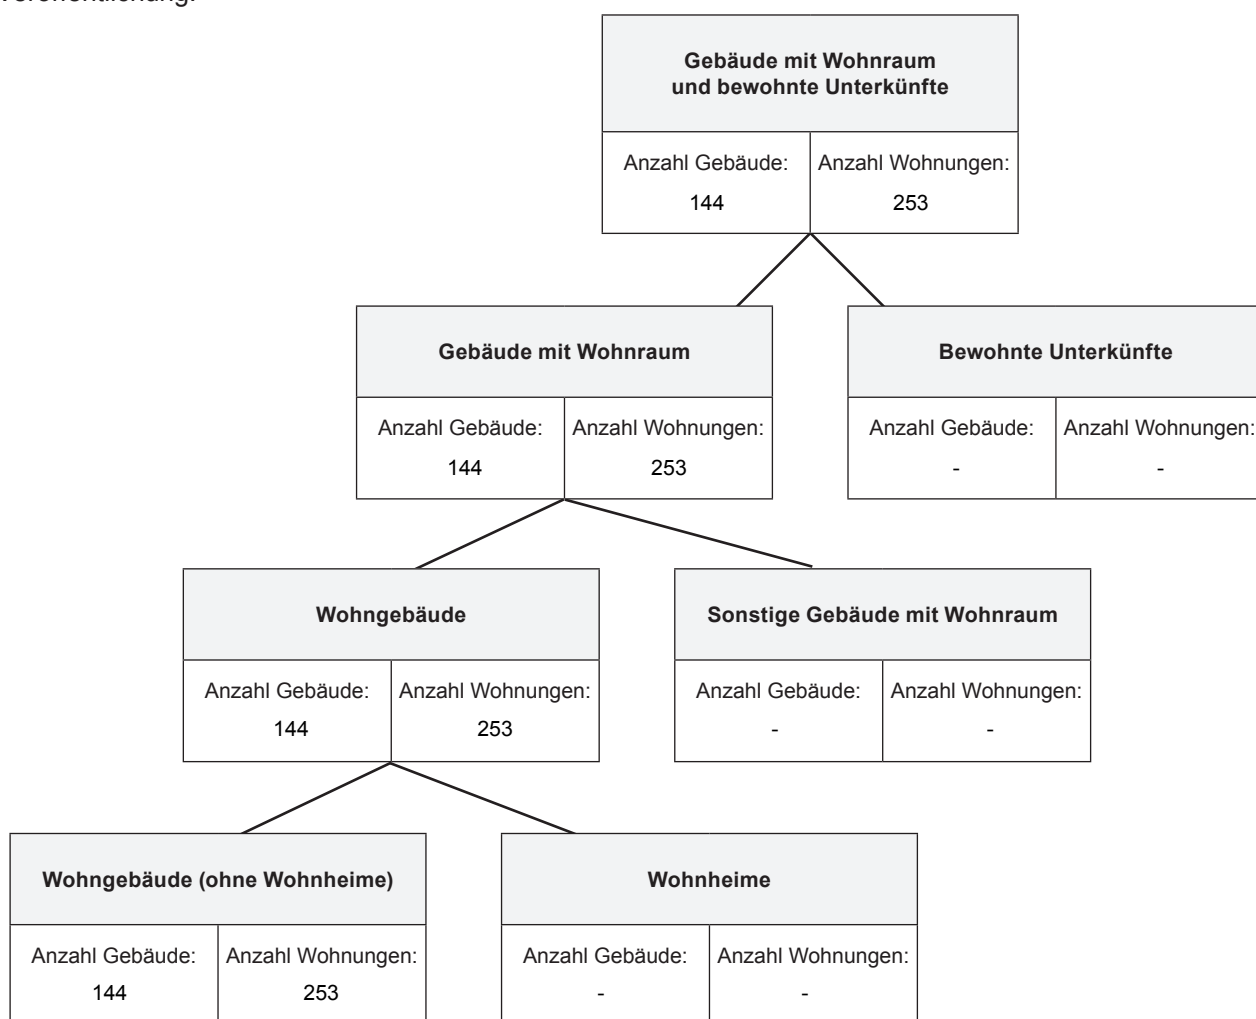 Veröffentlichung.
Gebäude mit Wohnraum
und bewohnte Unterkünfte
Anzahl Gebäude: Anzahl Wohnungen:
144 253
Gebäude mit Wohnraum Bewohnte Unterkünfte
Anzahl Gebäude: Anzahl Wohnungen: Anzahl Gebäude: Anzahl Wohnungen:
144 253 - -
Wohngebäude Sonstige Gebäude mit Wohnraum
Anzahl Gebäude: Anzahl Wohnungen: Anzahl Gebäude: Anzahl Wohnungen:
144 253 - -
Wohngebäude (ohne Wohnheime) Wohnheime
Anzahl Gebäude: Anzahl Wohnungen: Anzahl Gebäude: Anzahl Wohnungen:
144 253 - -